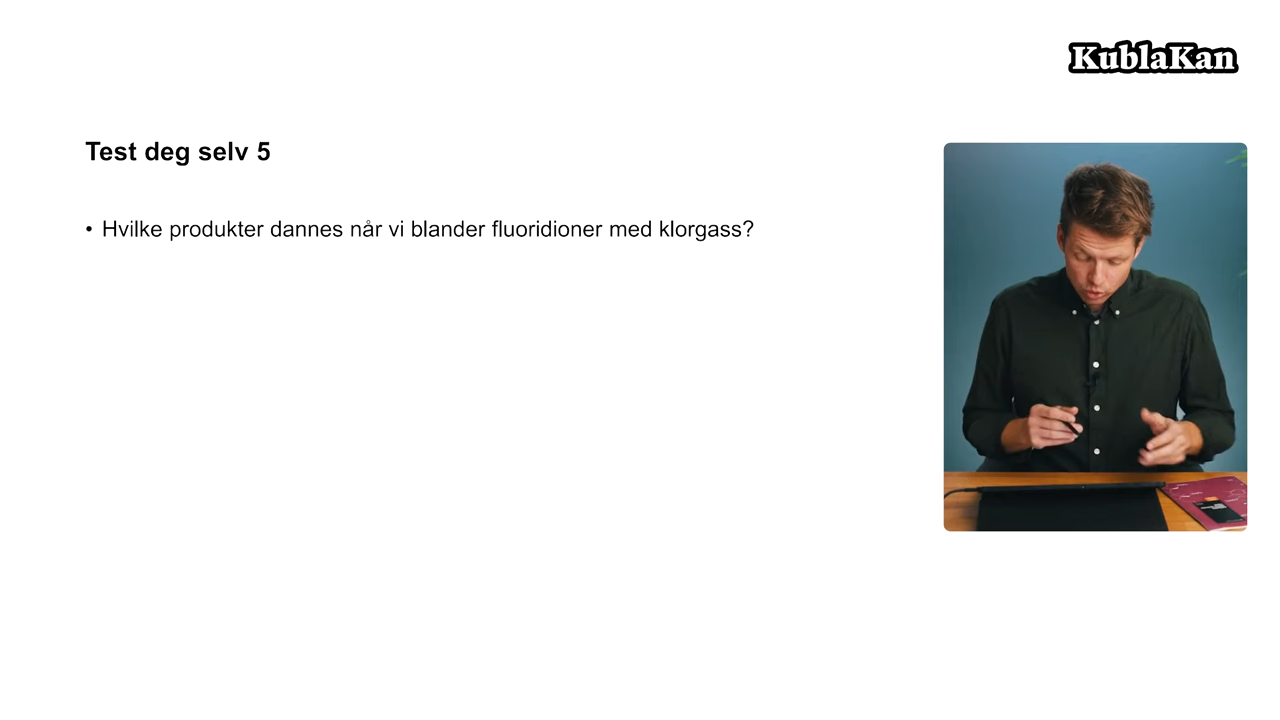 KublaKan
Test deg selv 5
• Hvilke produkter dannes når vi blander fluoridioner med klorgass?